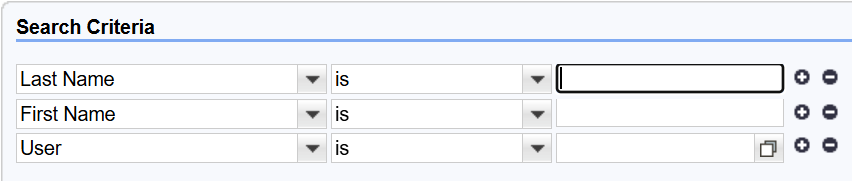 Search Criteria
Last Name is
First Name is
User is